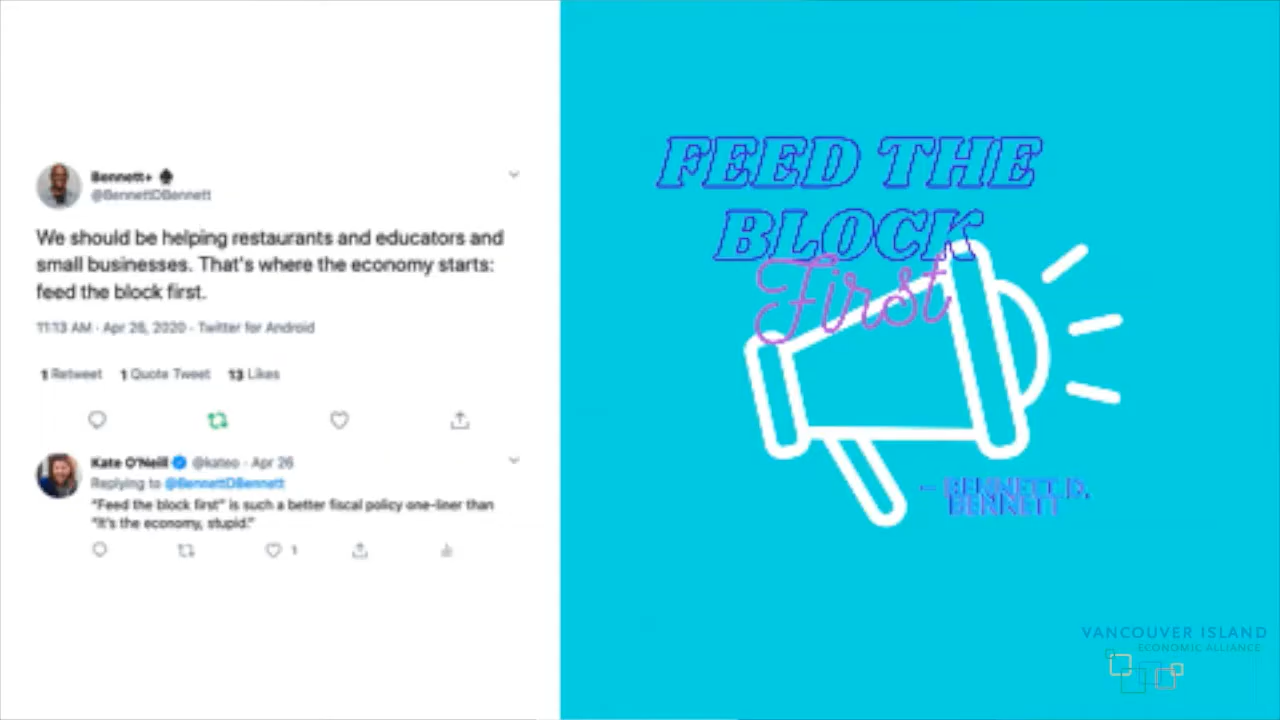 Bennett+
@BennettDBennett
We should be helping restaurants and educators and
small businesses. That's where the economy starts:
feed the block first.
11:13 AM · Apr 26, 2020 · Twitter for Android
1 Retweet 1 Quote Tweet 13 Likes
Kate O'Neill @kateo · Apr 26
Replying to @BennettDBennett
“Feed the block first” is such a better fiscal policy one-liner than
“It's the economy, stupid.”
1
FEED THE
BLOCK
First
– BENNETT D.
BENNETT
VANCOUVER ISLAND
ECONOMIC ALLIANCE